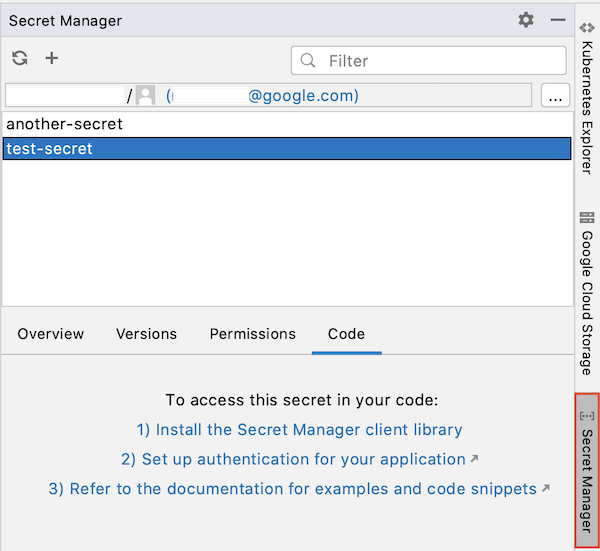 Secret Manager
Filter
/ (@google.com)
...
another-secret
test-secret
Overview Versions Permissions Code
To access this secret in your code:
1) Install the Secret Manager client library
2) Set up authentication for your application
3) Refer to the documentation for examples and code snippets
Kubernetes Explorer
Google Cloud Storage
Secret Manager